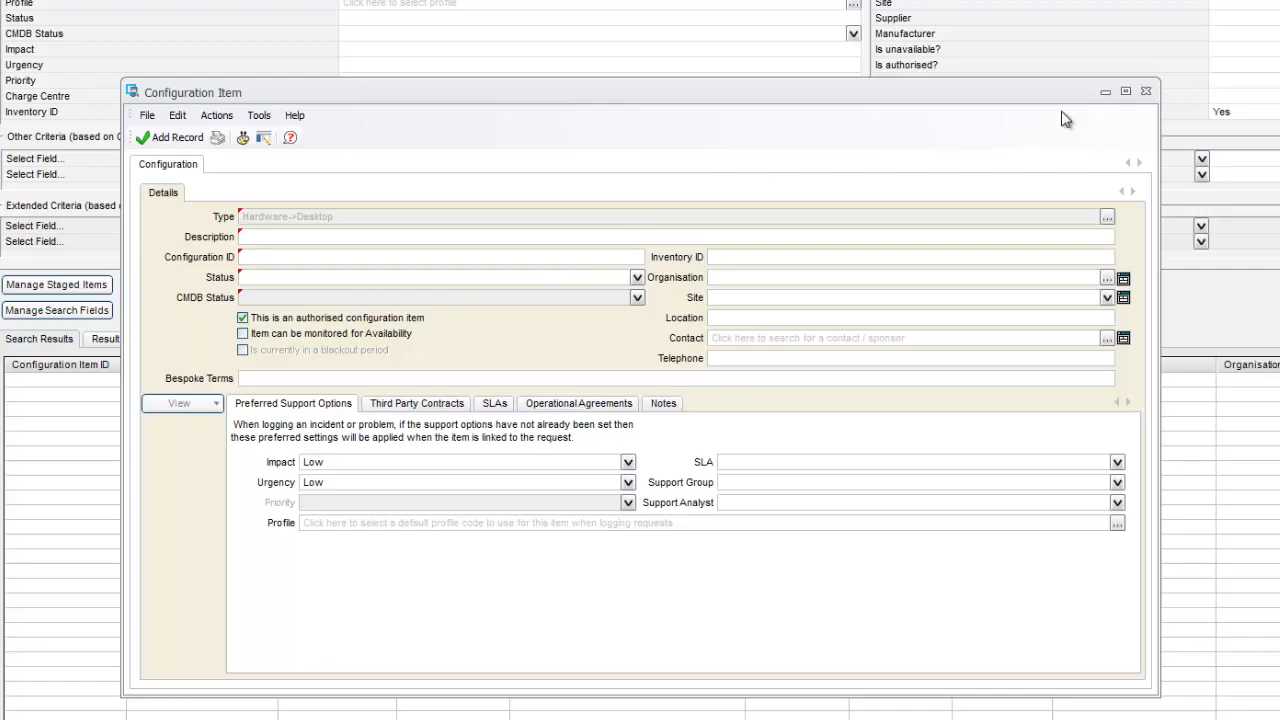 Profile
Click here to select profile
...
Site
Status
Supplier
CMDB Status
Manufacturer
Impact
Is unavailable?
Urgency
Is authorised?
Priority
Charge Centre
Inventory ID
Yes
Other Criteria (based on C
Select Field...
Select Field...
Extended Criteria (based
Select Field...
Select Field...
Manage Staged Items
Manage Search Fields
Search Results
Result
Configuration Item ID
Organisation
Configuration Item
File Edit Actions Tools Help
Add Record
Configuration
Details
Type Hardware->Desktop ...
Description
Configuration ID Inventory ID
Status Organisation ...
CMDB Status Site
This is an authorised configuration item Location
Item can be monitored for Availability Contact Click here to search for a contact / sponsor ...
Is currently in a blackout period Telephone
Bespoke Terms
View Preferred Support Options Third Party Contracts SLAs Operational Agreements Notes
When logging an incident or problem, if the support options have not already been set then
these preferred settings will be applied when the item is linked to the request.
Impact Low SLA
Urgency Low Support Group
Priority Support Analyst
Profile Click here to select a default profile code to use for this item when logging requests ...